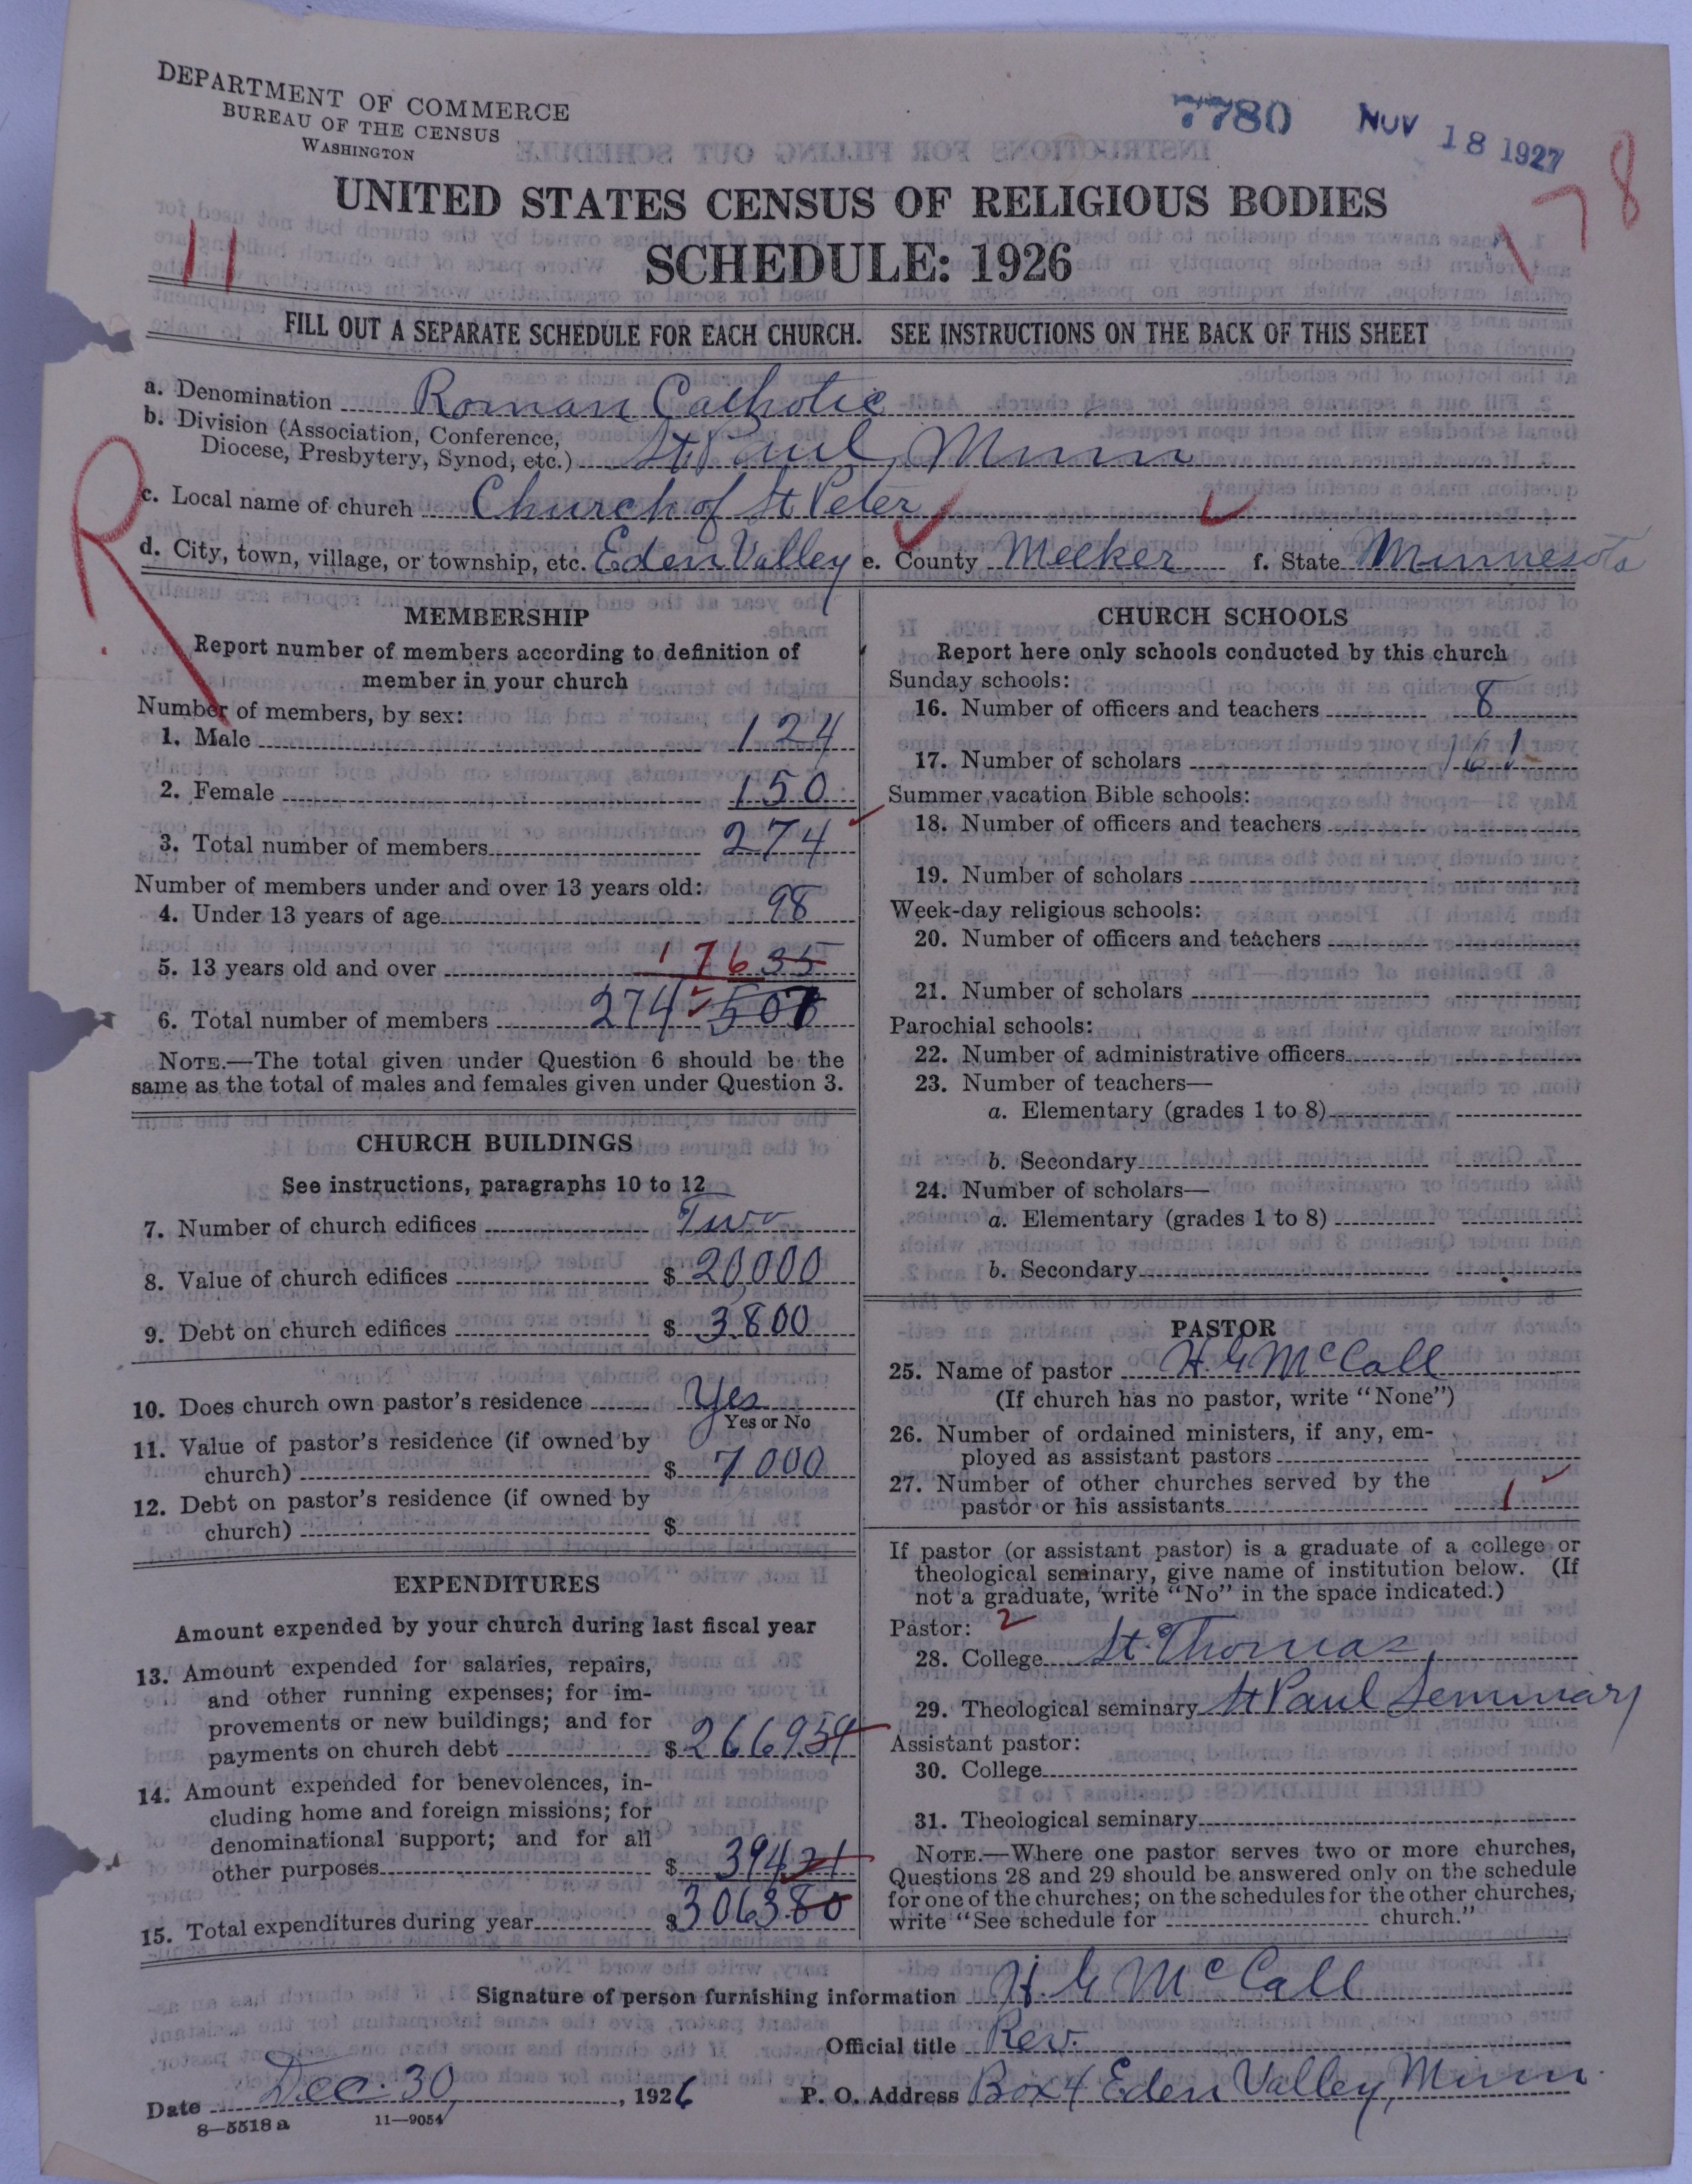 DEPARTMENT OF COMMERCE
BUREAU OF THE CENSUS
WASHINGTON
7780 NOV 18 1927
178
11
UNITED STATES CENSUS OF RELIGIOUS BODIES
SCHEDULE: 1926
FILL OUT A SEPARATE SCHEDULE FOR EACH CHURCH. SEE INSTRUCTIONS ON THE BACK OF THIS SHEET
R
a. Denomination Roman Catholic
b. Division (Association, Conference,
Diocese, Presbytery, Synod, etc.) St Paul, Minn
c. Local name of church Church of St Peter
d. City, town, village, or township, etc. Eden Valley e. County Meeker f. State Minnesota
MEMBERSHIP
Report number of members according to definition of
member in your church
Number of members, by sex:
1. Male 124
2. Female 150
3. Total number of members 274
Number of members under and over 13 years old:
4. Under 13 years of age 98
5. 13 years old and over 176 35
6. Total number of members 274 507
NOTE.—The total given under Question 6 should be the
same as the total of males and females given under Question 3.
CHURCH BUILDINGS
See instructions, paragraphs 10 to 12
7. Number of church edifices Two
8. Value of church edifices $ 20,000
9. Debt on church edifices $ 3800
10. Does church own pastor's residence Yes
Yes or No
11. Value of pastor's residence (if owned by
church) $ 7000
12. Debt on pastor's residence (if owned by
church) $
EXPENDITURES
Amount expended by your church during last fiscal year
13. Amount expended for salaries, repairs,
and other running expenses; for im-
provements or new buildings; and for
payments on church debt $ 2669 59
14. Amount expended for benevolences, in-
cluding home and foreign missions; for
denominational support; and for all
other purposes $ 394 21
15. Total expenditures during year $ 3063.80
CHURCH SCHOOLS
Report here only schools conducted by this church
Sunday schools:
16. Number of officers and teachers 8
17. Number of scholars 161
Summer vacation Bible schools:
18. Number of officers and teachers
19. Number of scholars
Week-day religious schools:
20. Number of officers and teachers
21. Number of scholars
Parochial schools:
22. Number of administrative officers
23. Number of teachers—
a. Elementary (grades 1 to 8)
b. Secondary
24. Number of scholars—
a. Elementary (grades 1 to 8)
b. Secondary
PASTOR
25. Name of pastor H. G McCall
(If church has no pastor, write "None")
26. Number of ordained ministers, if any, em-
ployed as assistant pastors
27. Number of other churches served by the
pastor or his assistants 1
If pastor (or assistant pastor) is a graduate of a college or
theological seminary, give name of institution below. (If
not a graduate, write "No" in the space indicated.)
Pastor: 2
28. College St. Thomas
29. Theological seminary St Paul Seminary
Assistant pastor:
30. College
31. Theological seminary
NOTE.—Where one pastor serves two or more churches,
Questions 28 and 29 should be answered only on the schedule
for one of the churches; on the schedules for the other churches,
write "See schedule for church."
Signature of person furnishing information H. G McCall
Official title Rev.
Date Dec. 30, 1926 P. O. Address Box 4 Eden Valley, Minn.
8—5518 a 11—9054